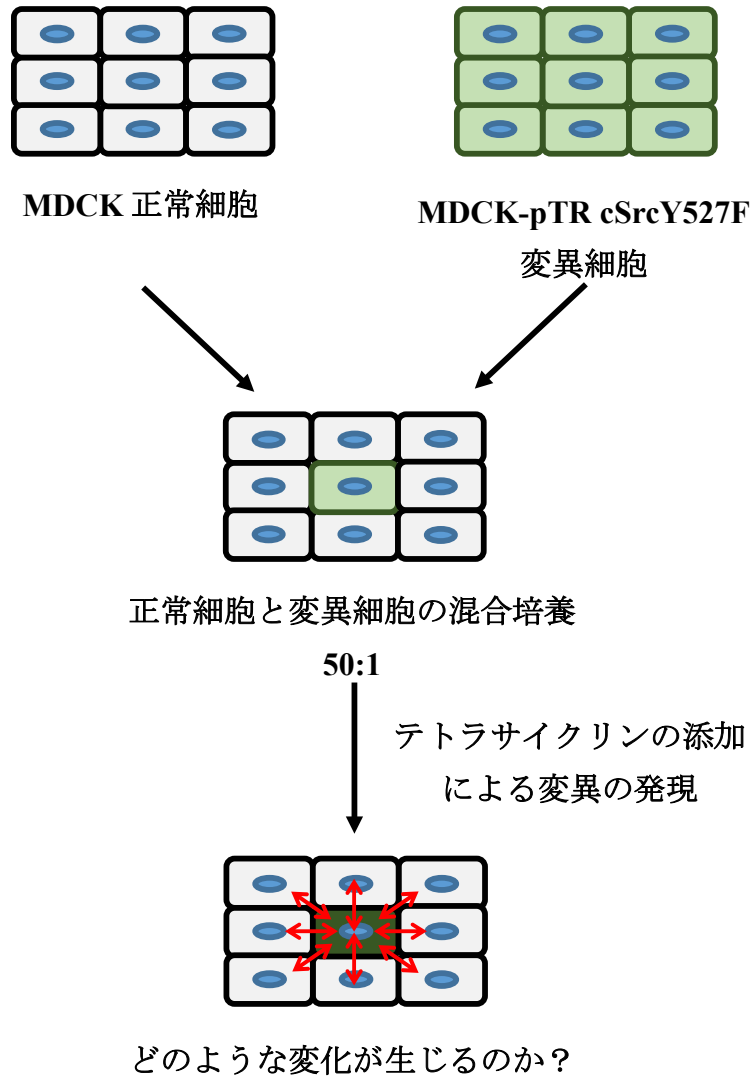 MDCK 正常細胞
MDCK-pTR cSrcY527F
変異細胞
正常細胞と変異細胞の混合培養
50:1
テトラサイクリンの添加
による変異の発現
どのような変化が生じるのか？